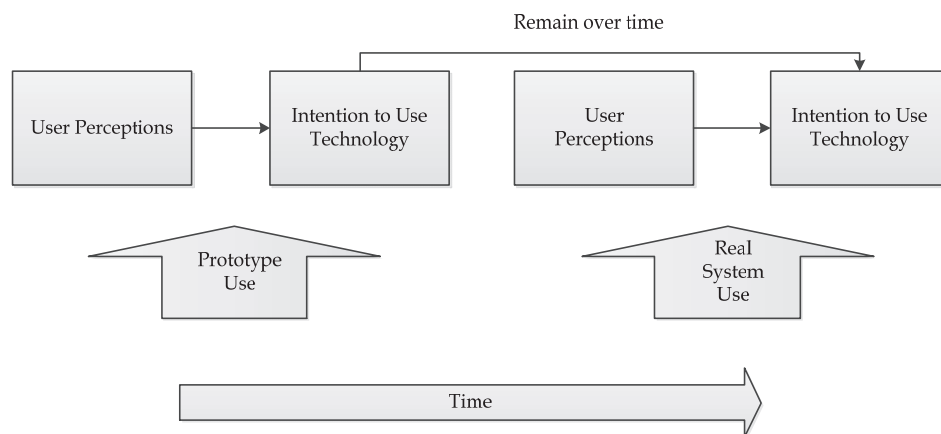 Remain over time
User Perceptions
Intention to Use
Technology
User
Perceptions
Intention to Use
Technology
Prototype
Use
Real
System
Use
Time